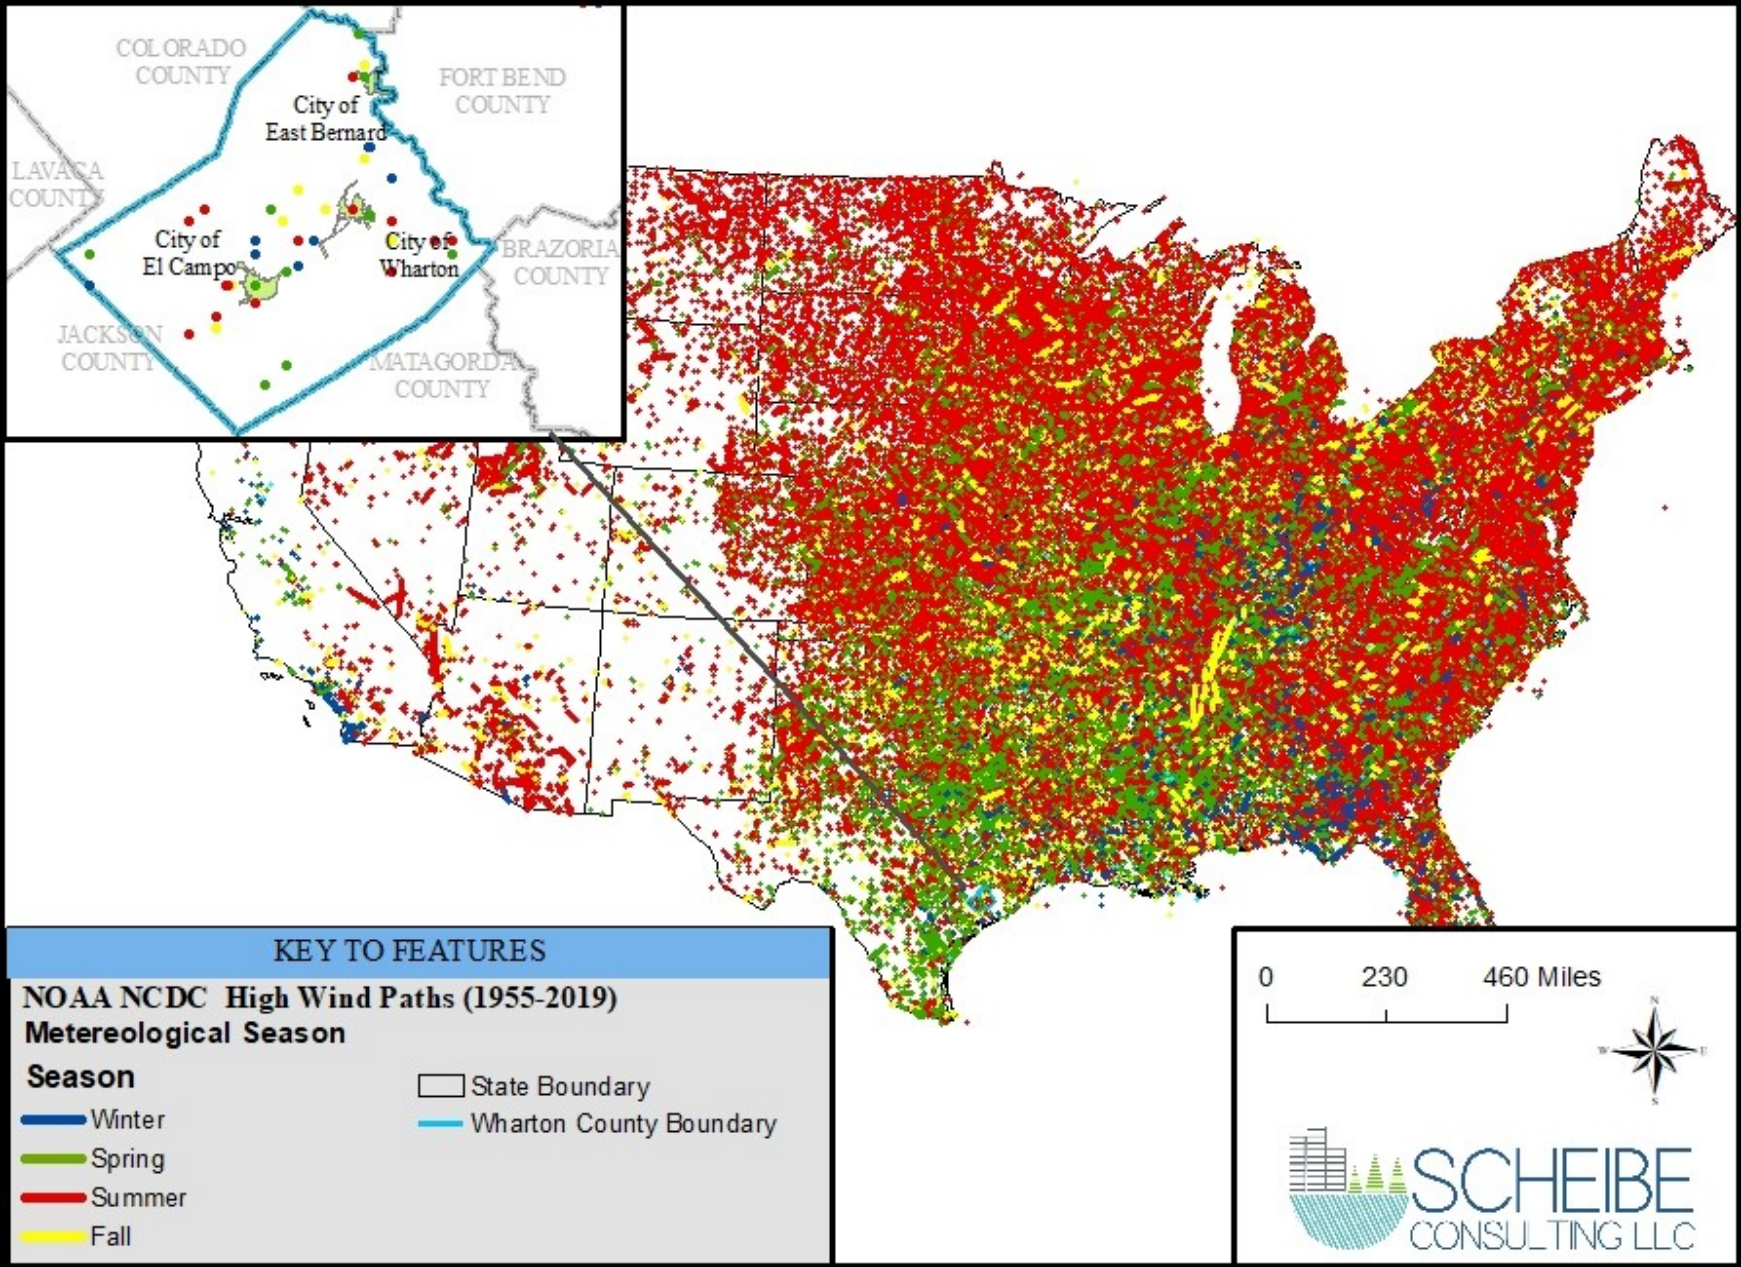 COLORADO
COUNTY
FORT BEND
COUNTY
City of
East Bernard
LAVACA
COUNTY
City of
El Campo
City of
Wharton
BRAZORIA
COUNTY
JACKSON
COUNTY
MATAGORDA
COUNTY
KEY TO FEATURES
NOAA NCDC High Wind Paths (1955-2019)
Metereological Season
Season
Winter
Spring
Summer
Fall
State Boundary
Wharton County Boundary
0 230 460 Miles
N
W E
S
SCHEIBE
CONSULTING LLC